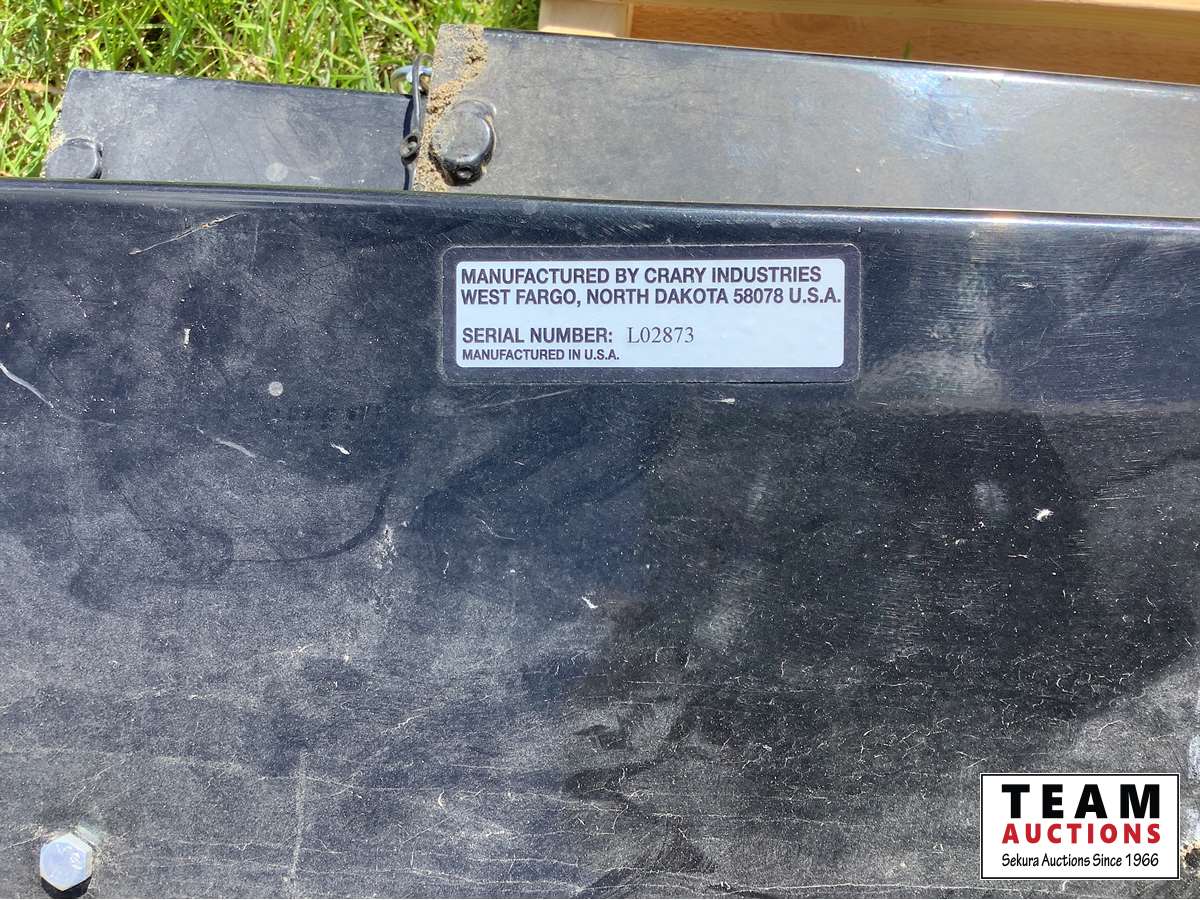 MANUFACTURED BY CRARY INDUSTRIES
WEST FARGO, NORTH DAKOTA 58078 U.S.A.
SERIAL NUMBER: L02873
MANUFACTURED IN U.S.A.
TEAM
AUCTIONS
Sekura Auctions Since 1966